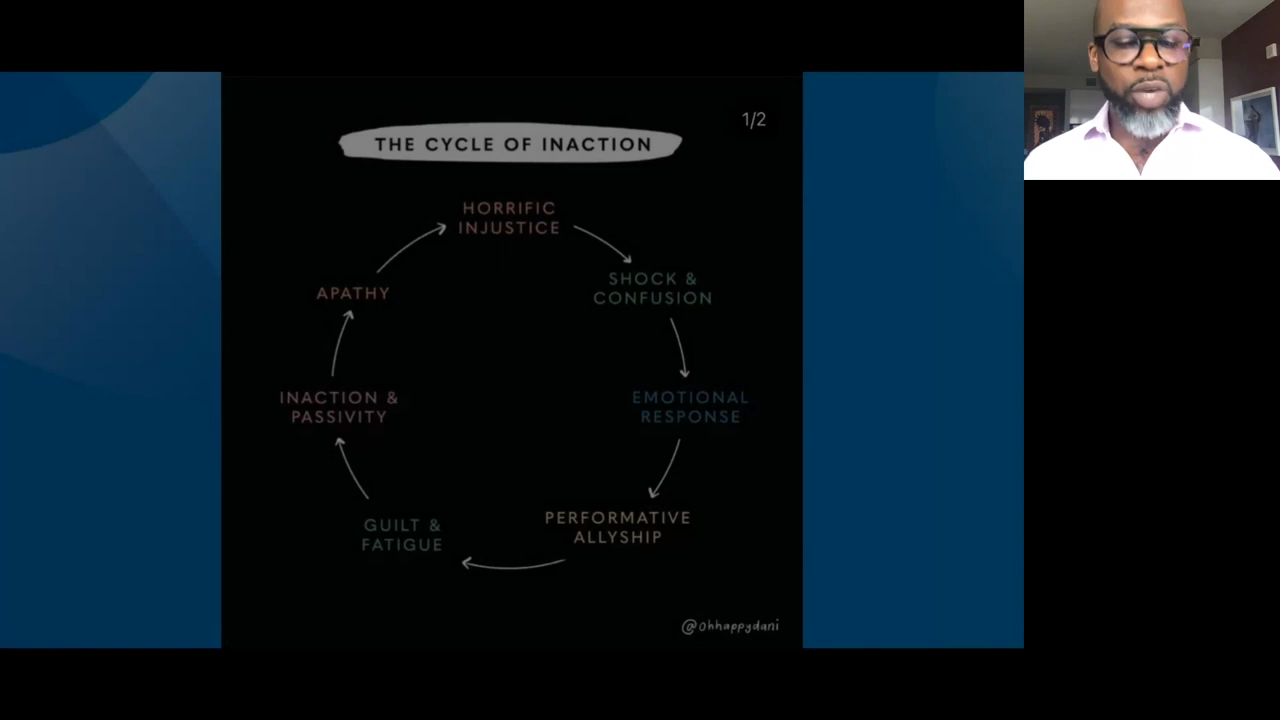 1/2
THE CYCLE OF INACTION
HORRIFIC
INJUSTICE
SHOCK &
CONFUSION
EMOTIONAL
RESPONSE
PERFORMATIVE
ALLYSHIP
GUILT &
FATIGUE
INACTION &
PASSIVITY
APATHY
@ohhappydani